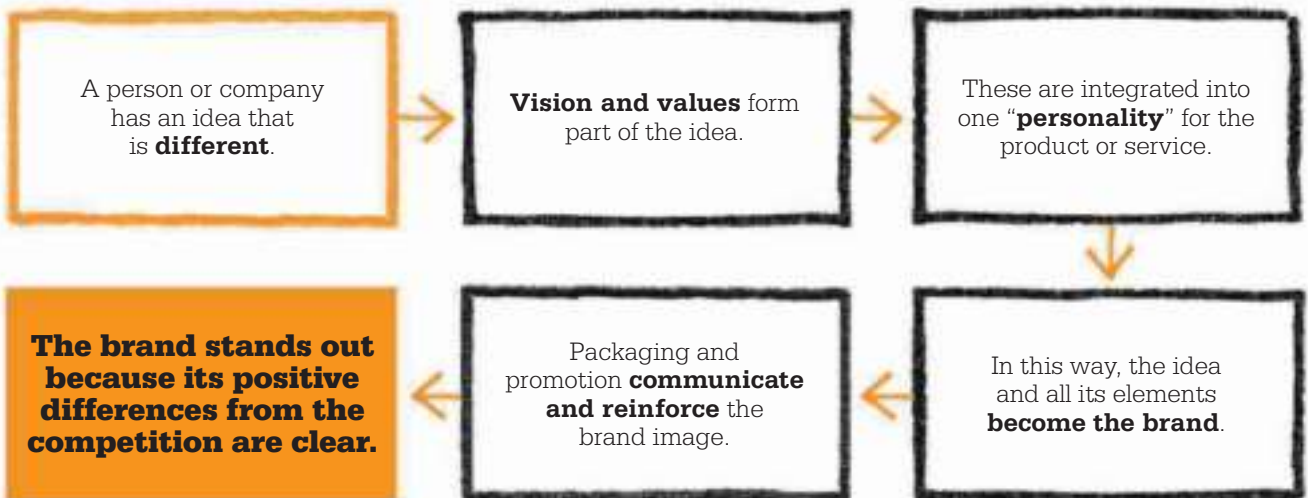 A person or company
has an idea that
is different.
Vision and values form
part of the idea.
These are integrated into
one “personality” for the
product or service.
In this way, the idea
and all its elements
become the brand.
Packaging and
promotion communicate
and reinforce the
brand image.
The brand stands out
because its positive
differences from the
competition are clear.